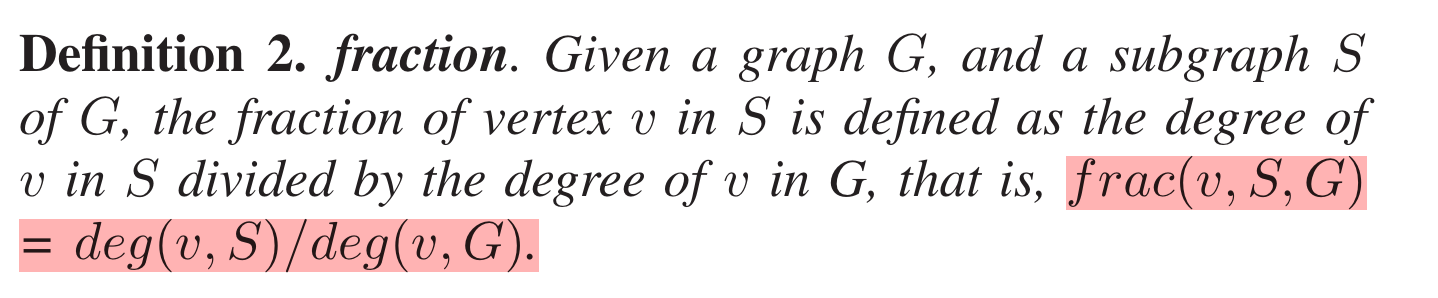 Definition 2. fraction. Given a graph G, and a subgraph S
of G, the fraction of vertex v in S is defined as the degree of
v in S divided by the degree of v in G, that is, frac(v, S, G)
= deg(v, S)/deg(v, G).